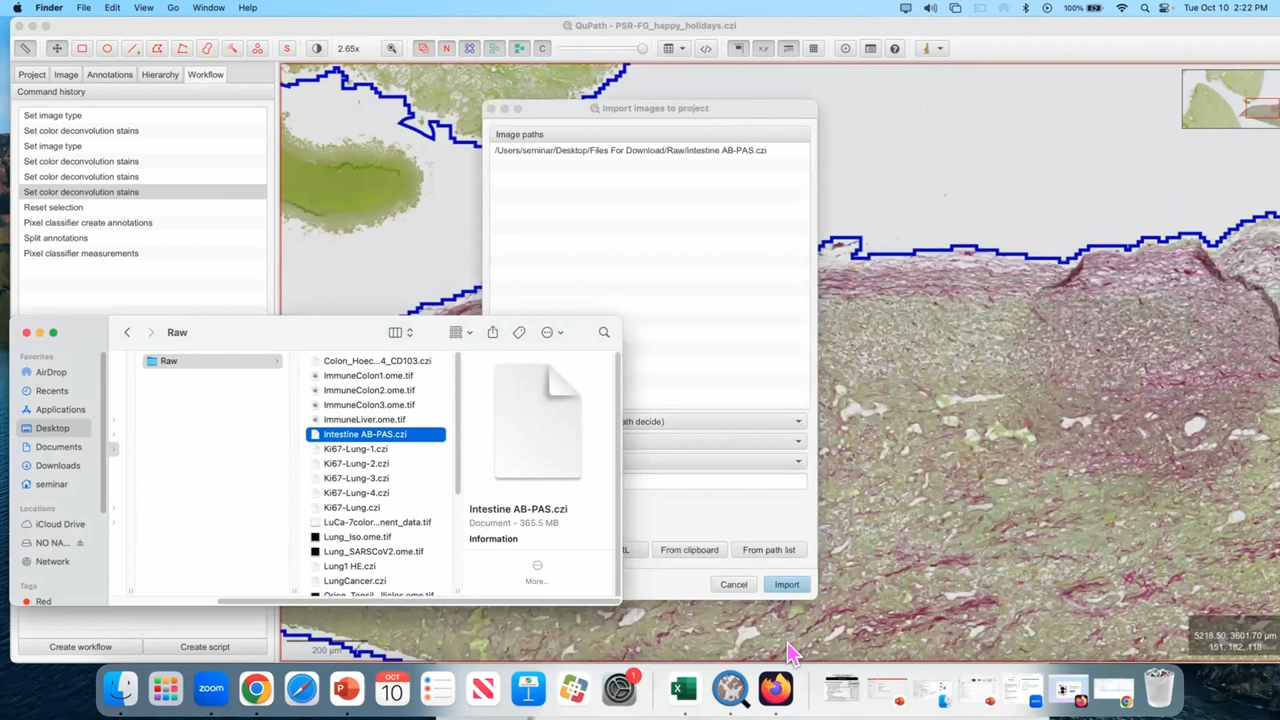 Finder File Edit View Go Window Help 100% Tue Oct 10 2:22 PM
QuPath - PSR-FG_happy_holidays.czi
2.65x S N C x,y
Project Image Annotations Hierarchy Workflow
Command history
Set image type
Set color deconvolution stains
Set image type
Set color deconvolution stains
Set color deconvolution stains
Set color deconvolution stains
Reset selection
Pixel classifier create annotations
Split annotations
Pixel classifier measurements
Import images to project
Image paths
/Users/seminar/Desktop/Files For Download/Raw/Intestine AB-PAS.czi
Raw
Favorites
AirDrop
Recents
Applications
Desktop
Documents
Downloads
seminar
Locations
iCloud Drive
NO NA...
Network
Tags
Red
Raw
Colon_Hoec...4_CD103.czi
ImmuneColon1.ome.tif
ImmuneColon2.ome.tif
ImmuneColon3.ome.tif
ImmuneLiver.ome.tif
Intestine AB-PAS.czi
Ki67-Lung-1.czi
Ki67-Lung-2.czi
Ki67-Lung-3.czi
Ki67-Lung-4.czi
Ki67-Lung.czi
LuCa-7color...nent_data.tif
Lung_Iso.ome.tif
Lung_SARSCoV2.ome.tif
Lung1 HE.czi
LungCancer.czi
Intestine AB-PAS.czi
Document - 365.5 MB
Information
More...
ath decide)
RL From clipboard From path list
Cancel Import
Create workflow Create script
200 µm
5218.50, 3601.70 µm
151, 182, 118
zoom
OCT
10
1